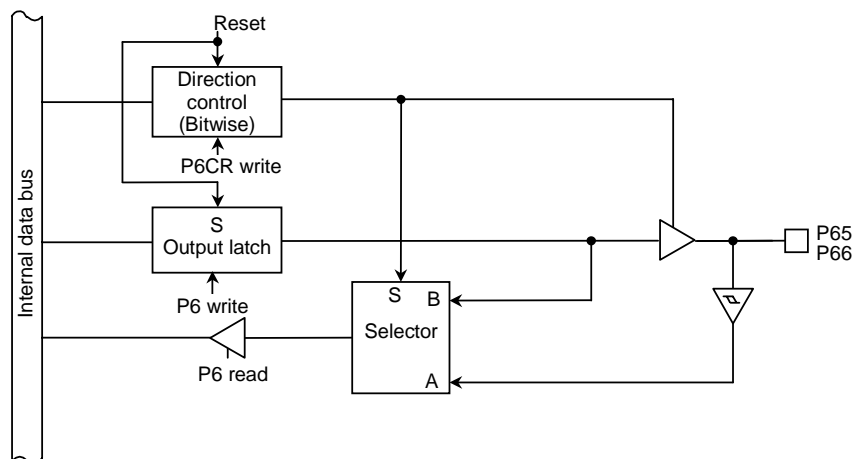 Reset
Direction
control
(Bitwise)
P6CR write
Internal data bus
S
Output latch
P6 write
P65
P66
S
B
Selector
A
P6 read